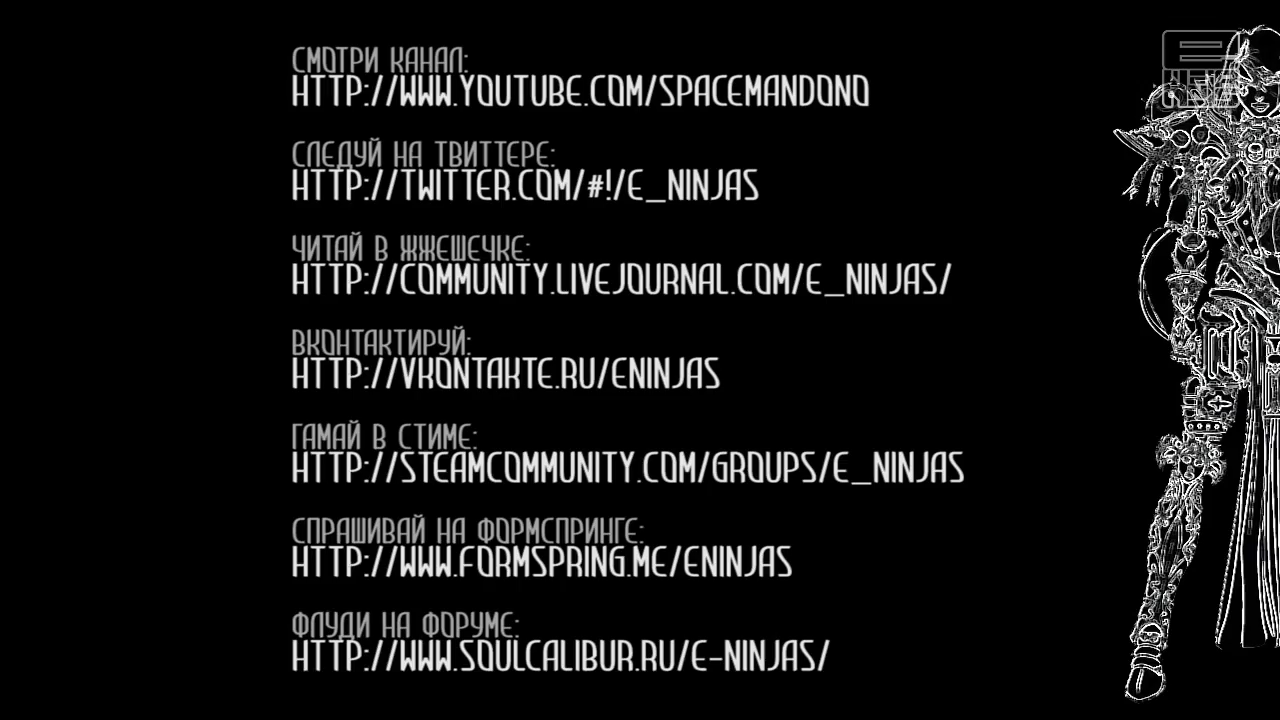 СМОТРИ КАНАЛ:
HTTP://WWW.YOUTUBE.COM/SPACEMANDONO
СЛЕДУЙ НА ТВИТТЕРЕ:
HTTP://TWITTER.COM/#!/E_NINJAS
ЧИТАЙ В ЖЖЕШЕЧКЕ:
HTTP://COMMUNITY.LIVEJOURNAL.COM/E_NINJAS/
ВКОНТАКТИРУЙ:
HTTP://VKONTAKTE.RU/ENINJAS
ГАМАЙ В СТИМЕ:
HTTP://STEAMCOMMUNITY.COM/GROUPS/E_NINJAS
СПРАШИВАЙ НА ФОРМСПРИНГЕ:
HTTP://WWW.FORMSPRING.ME/ENINJAS
ФЛУДИ НА ФОРУМЕ:
HTTP://WWW.SOULCALIBUR.RU/E-NINJAS/